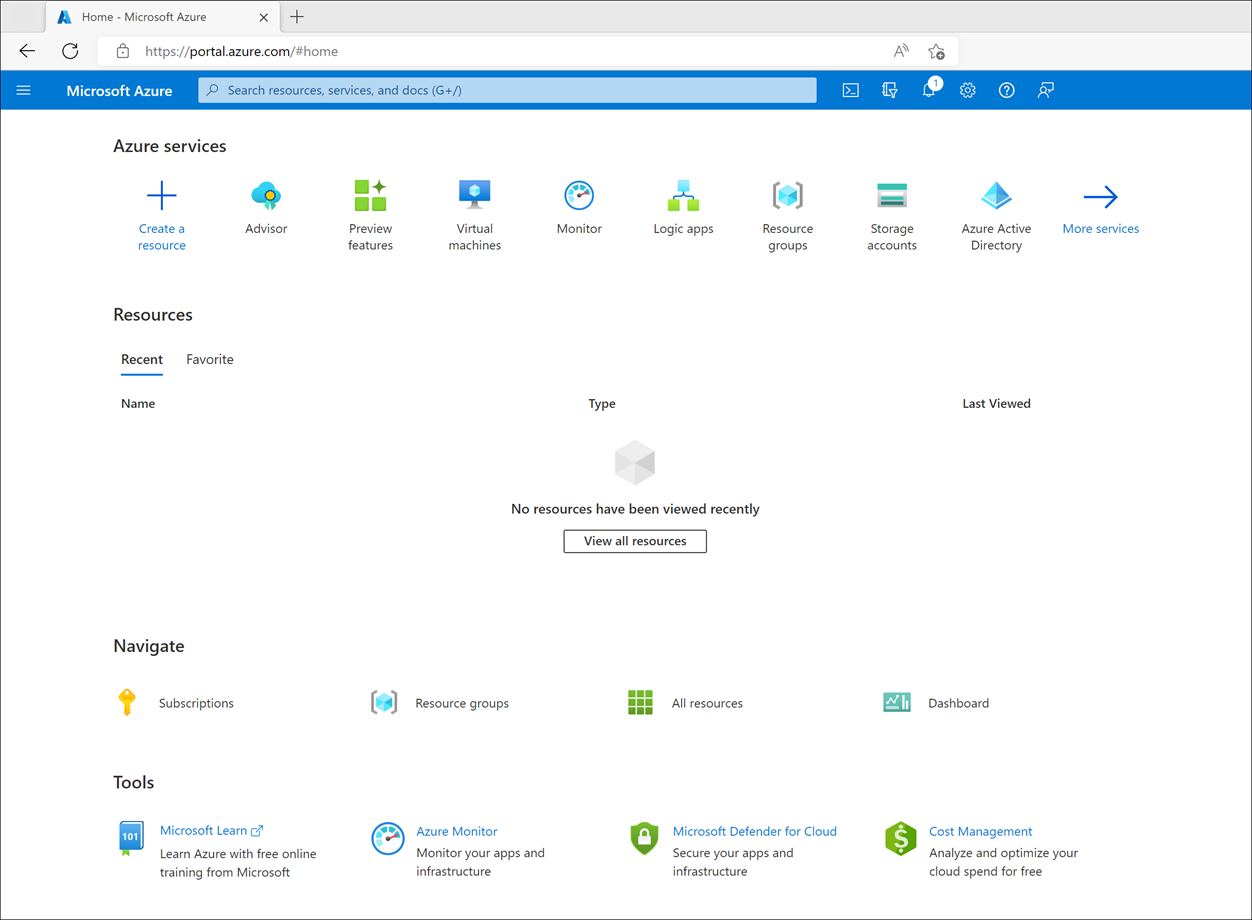 Home - Microsoft Azure
https://portal.azure.com/#home
Microsoft Azure
Search resources, services, and docs (G+/)
1
Azure services
Create a resource
Advisor
Preview features
Virtual machines
Monitor
Logic apps
Resource groups
Storage accounts
Azure Active Directory
More services
Resources
Recent Favorite
Name Type Last Viewed
No resources have been viewed recently
View all resources
Navigate
Subscriptions Resource groups All resources Dashboard
Tools
101
Microsoft Learn
Learn Azure with free online
training from Microsoft
Azure Monitor
Monitor your apps and
infrastructure
Microsoft Defender for Cloud
Secure your apps and
infrastructure
Cost Management
Analyze and optimize your
cloud spend for free